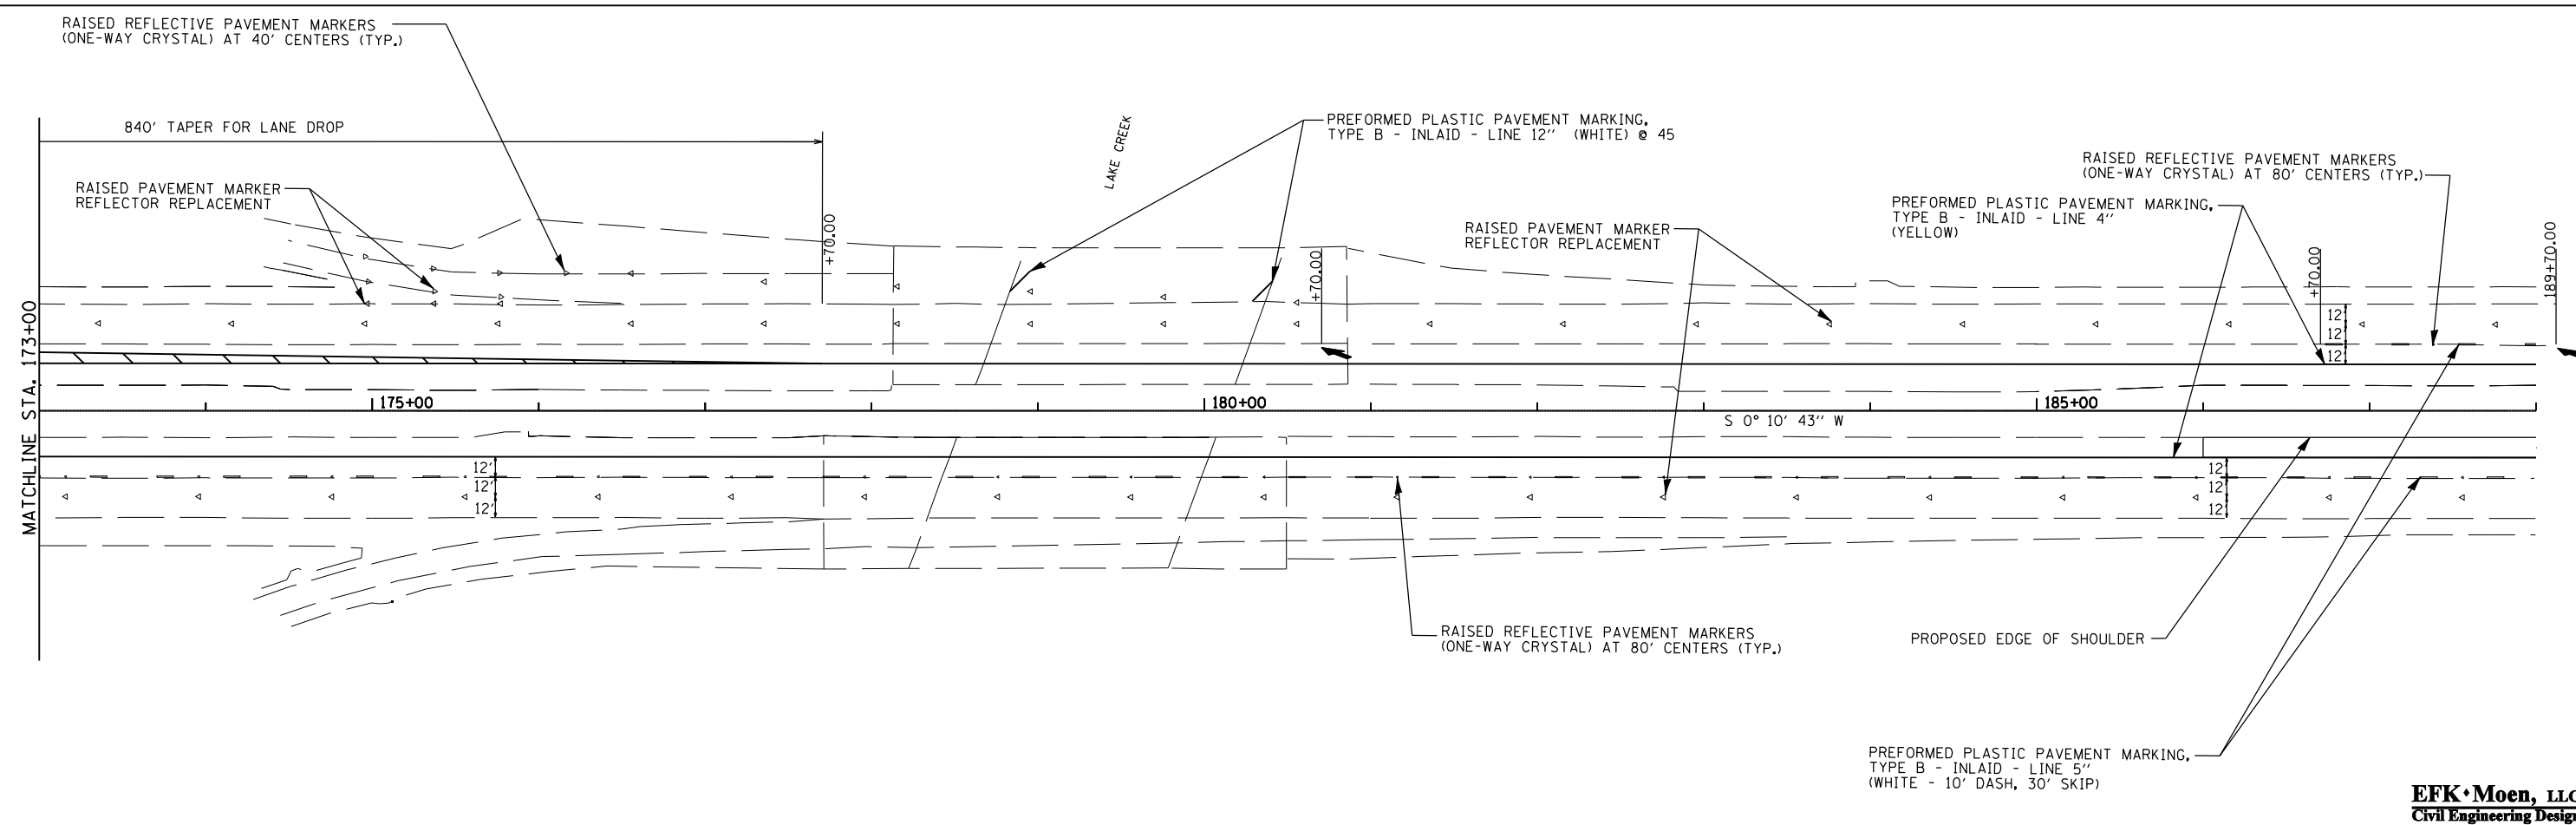 RAISED REFLECTIVE PAVEMENT MARKERS
(ONE-WAY CRYSTAL) AT 40' CENTERS (TYP.)
840' TAPER FOR LANE DROP
RAISED PAVEMENT MARKER
REFLECTOR REPLACEMENT
+70.00
LAKE CREEK
PREFORMED PLASTIC PAVEMENT MARKING,
TYPE B - INLAID - LINE 12'' (WHITE) @ 45
+70.00
RAISED PAVEMENT MARKER
REFLECTOR REPLACEMENT
RAISED REFLECTIVE PAVEMENT MARKERS
(ONE-WAY CRYSTAL) AT 80' CENTERS (TYP.)
PREFORMED PLASTIC PAVEMENT MARKING,
TYPE B - INLAID - LINE 4''
(YELLOW)
+70.00
189+70.00
12'
12'
12'
MATCHLINE STA. 173+00
175+00
180+00
185+00
S 0° 10' 43'' W
12'
12'
12'
12'
12'
12'
RAISED REFLECTIVE PAVEMENT MARKERS
(ONE-WAY CRYSTAL) AT 80' CENTERS (TYP.)
PROPOSED EDGE OF SHOULDER
PREFORMED PLASTIC PAVEMENT MARKING,
TYPE B - INLAID - LINE 5''
(WHITE - 10' DASH, 30' SKIP)
EFK•Moen, LLC
Civil Engineering Desig